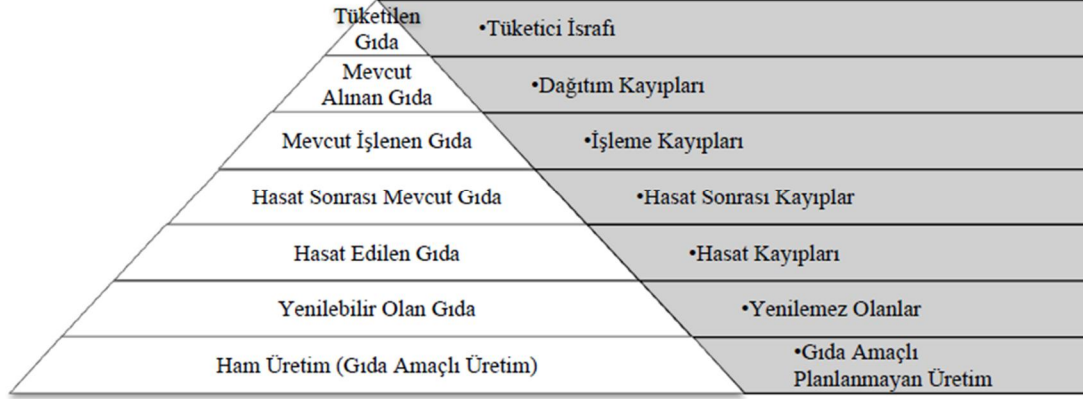 Tüketilen
Gıda
•Tüketici İsrafı
Mevcut
Alınan Gıda
•Dağıtım Kayıpları
Mevcut İşlenen Gıda
•İşleme Kayıpları
Hasat Sonrası Mevcut Gıda
•Hasat Sonrası Kayıplar
Hasat Edilen Gıda
•Hasat Kayıpları
Yenilebilir Olan Gıda
•Yenilemez Olanlar
Ham Üretim (Gıda Amaçlı Üretim)
•Gıda Amaçlı
Planlanmayan Üretim